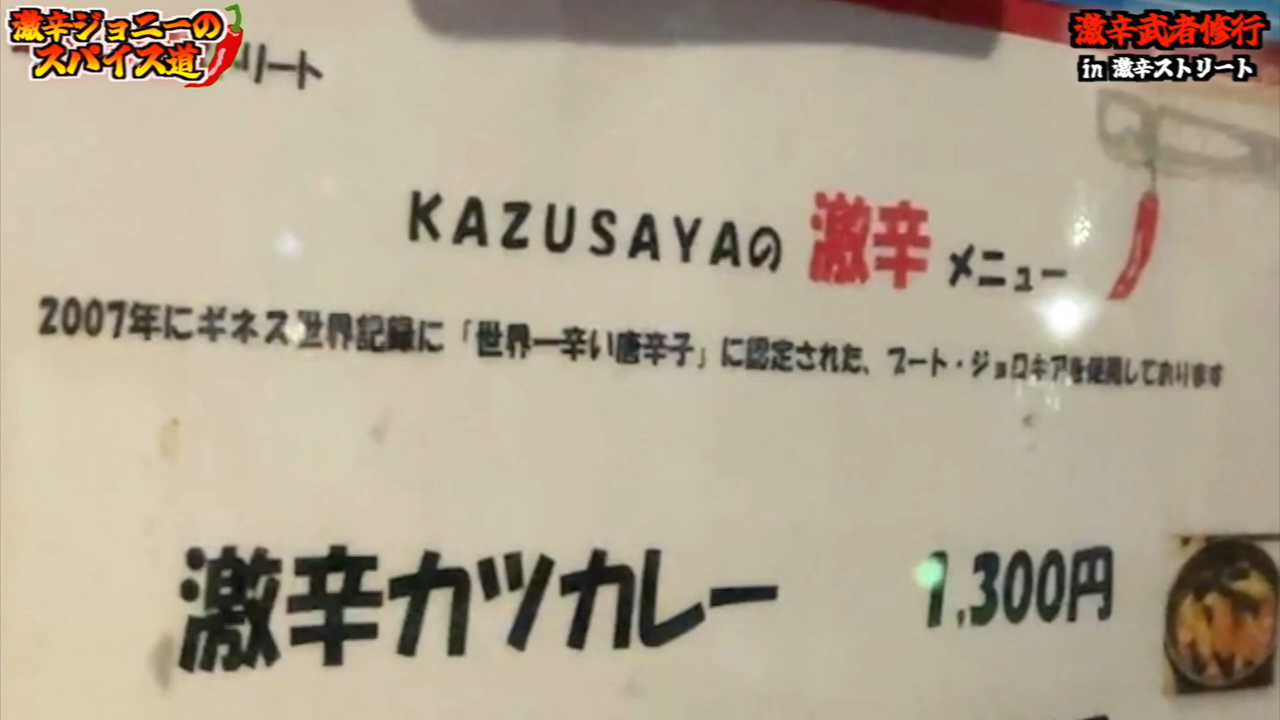 激辛ジョニーの
スパイス道
激辛武者修行
in 激辛ストリート
リート
KAZUSAYAの 激辛 メニュー
2007年にギネス世界記録に「世界一辛い唐辛子」に認定された、ブート・ジョロキアを使用しております
激辛カツカレー 1,300円